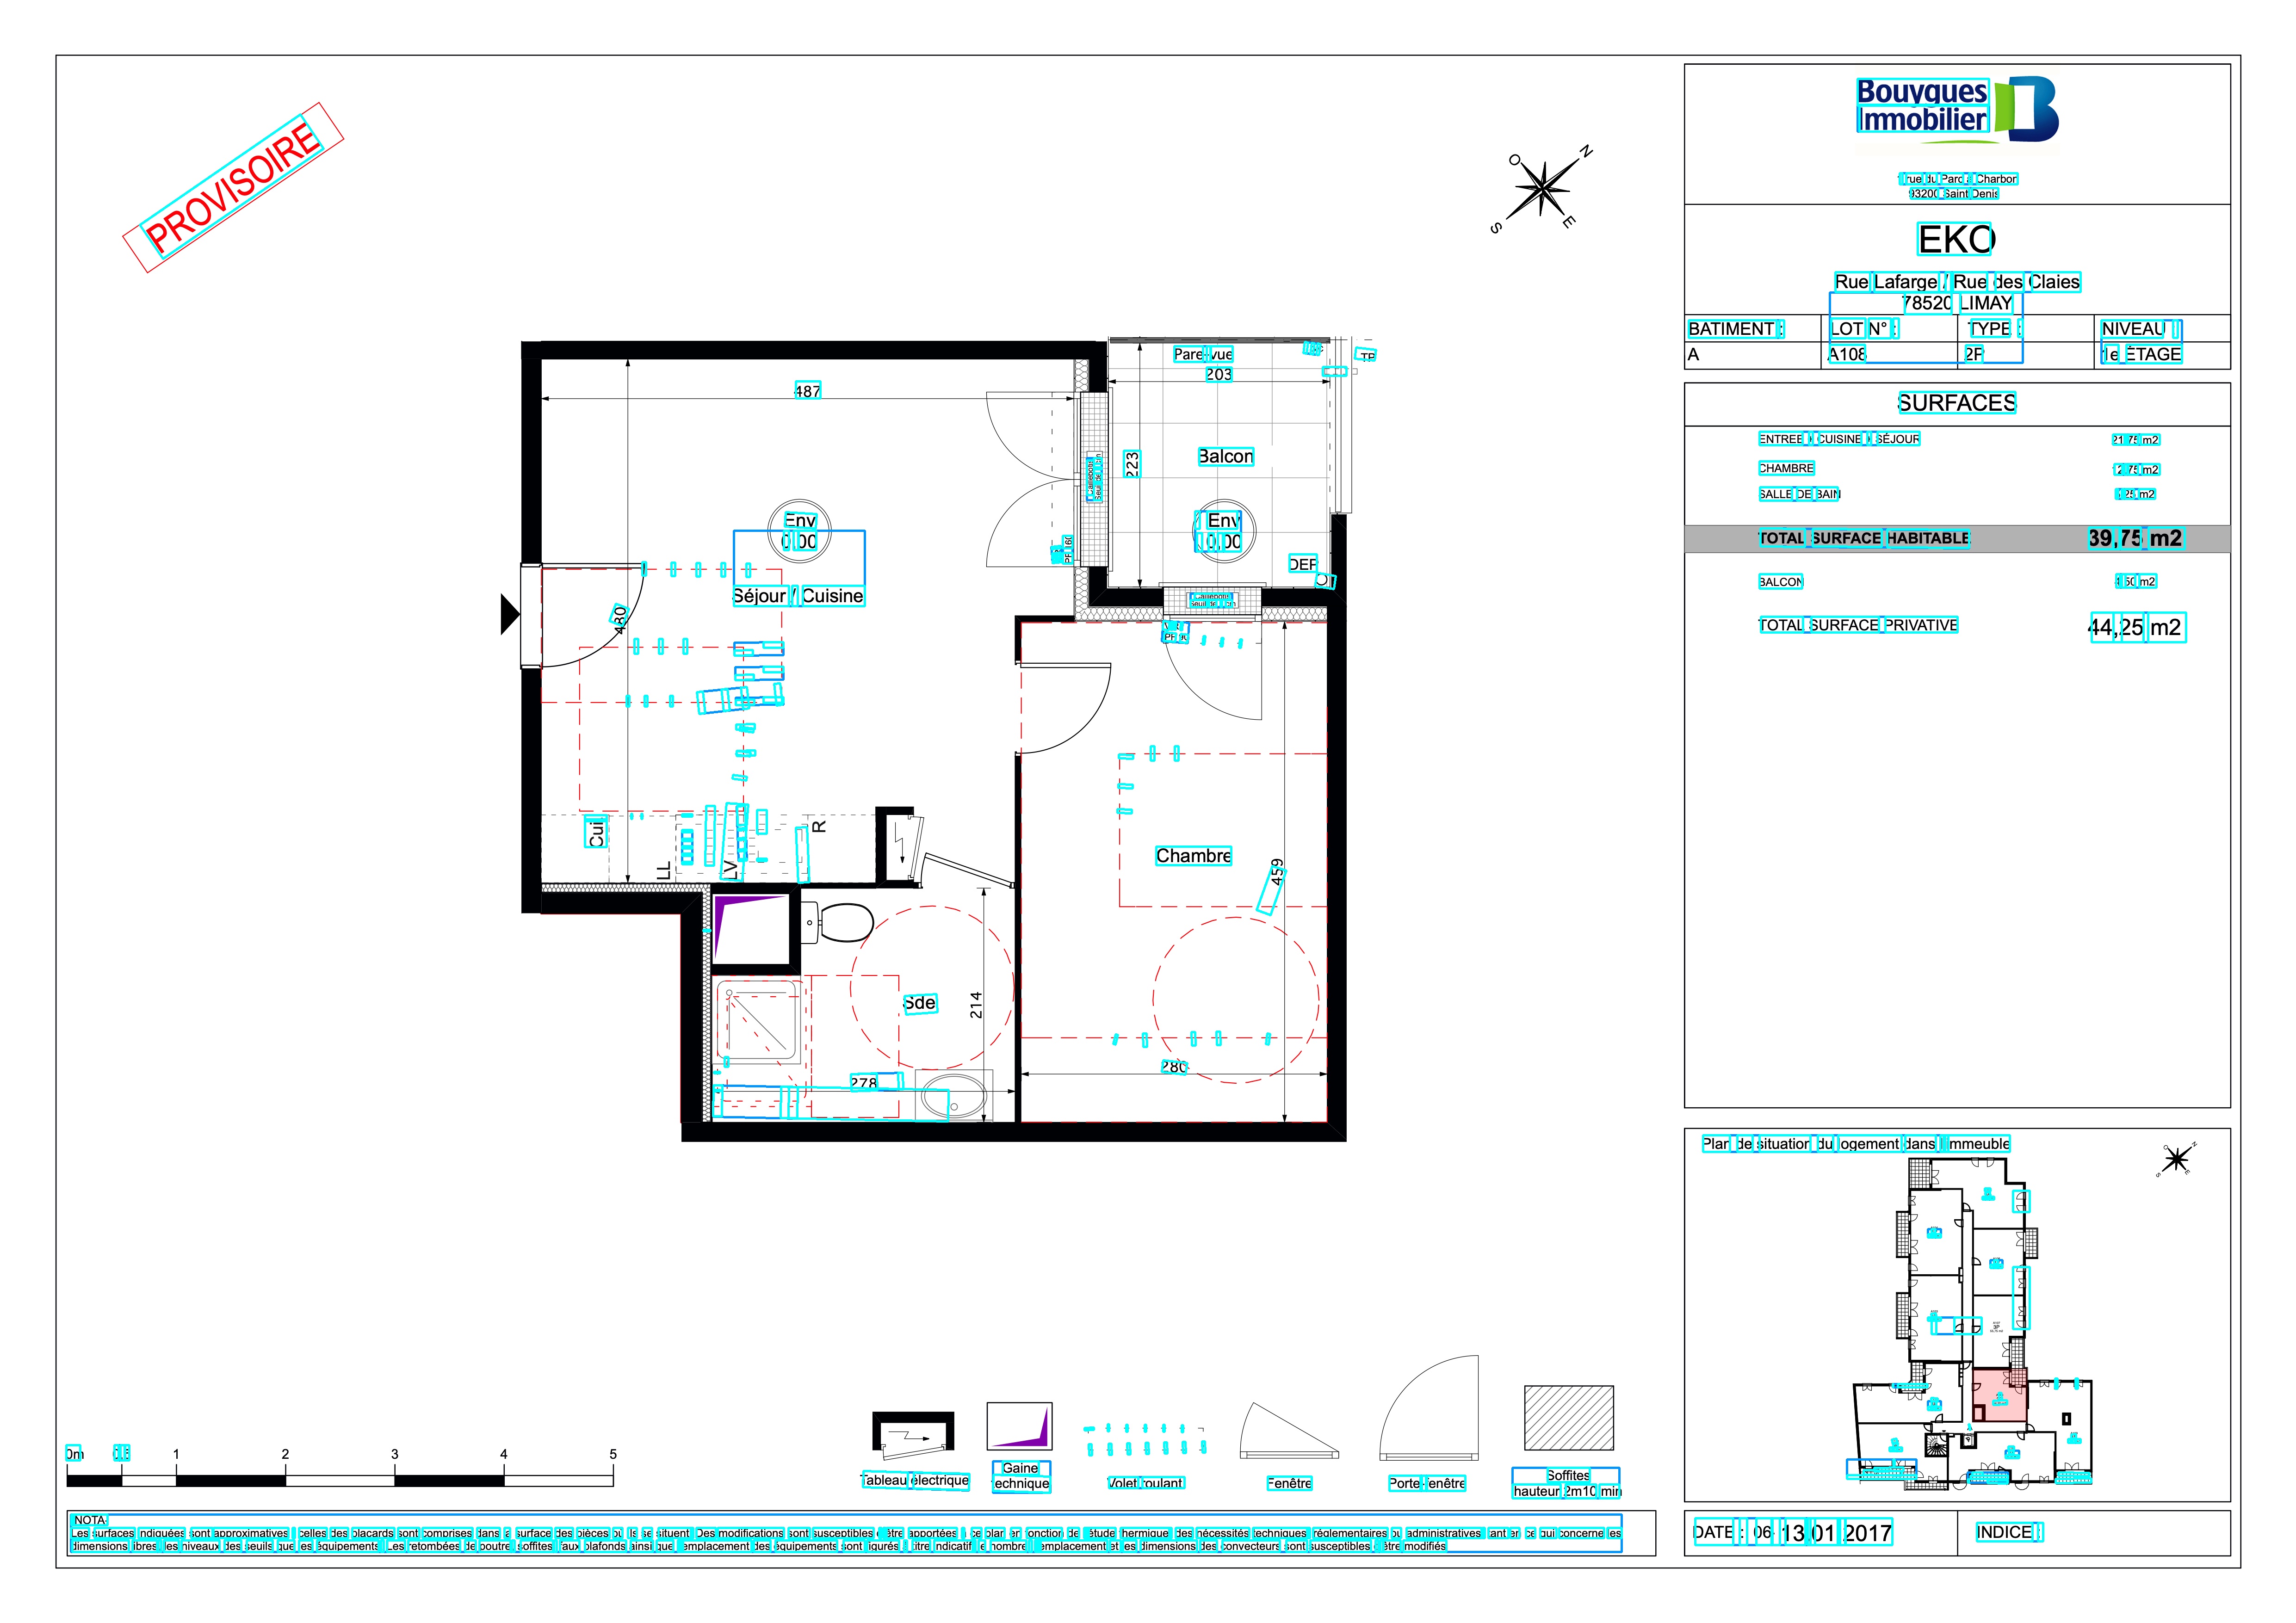 PROVISOIRE
O
N
S
E
Bouygues
Immobilier
rue du Parc à Charbon
93200 Saint Denis
EKO
Rue Lafarge / Rue des Claies
78520 LIMAY
BATIMENT :
LOT N° :
TYPE :
NIVEAU :
A
A108
2P
1e ÉTAGE
SURFACES
ENTREE CUISINE SÉJOUR
21,75 m2
CHAMBRE
12,75 m2
SALLE DE BAIN
5,25 m2
TOTAL SURFACE HABITABLE
39,75 m2
BALCON
4,50 m2
TOTAL SURFACE PRIVATIVE
44,25 m2
Pare-vue
TP
203
487
223
Balcon
Env
0,00
Env
0,00
PF 160
DEP
Séjour / Cuisine
480
Cui
LL
LV
R
Chambre
459
Sde
214
278
280
Plan de situation du logement dans l'immeuble
O
N
S
E
0m
0,5
1
2
3
4
5
Tableau électrique
Gaine
technique
Volet roulant
Fenêtre
Porte-fenêtre
Soffites
hauteur 2m10 min
NOTA:
Les surfaces indiquées sont approximatives, celles des placards sont comprises dans la surface des pièces où ils se situent. Des modifications sont susceptibles d'être apportées à ce plan en fonction de l'étude thermique, des nécessités techniques, réglementaires ou administratives, tant en ce qui concerne les
dimensions libres, les niveaux des seuils que les équipements. Les retombées de poutre, soffites, faux plafonds ainsi que l'emplacement des équipements sont figurés à titre indicatif, le nombre, l'emplacement et les dimensions des convecteurs sont susceptibles d'être modifiés
DATE : 06- 13/01/2017
INDICE :